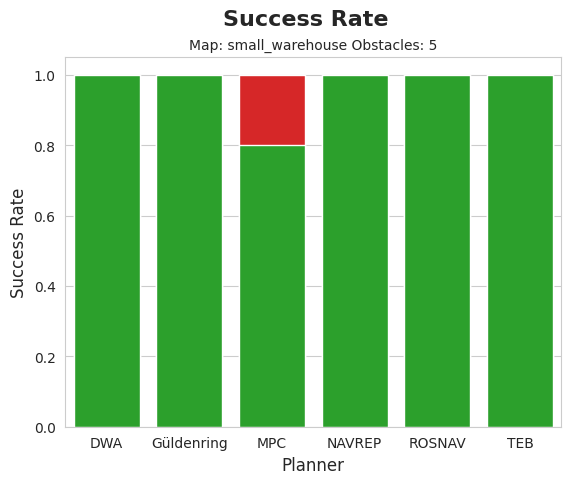 Success Rate
Map: small_warehouse Obstacles: 5
Success Rate
1.0
0.8
0.6
0.4
0.2
0.0
DWA Güldenring MPC NAVREP ROSNAV TEB
Planner